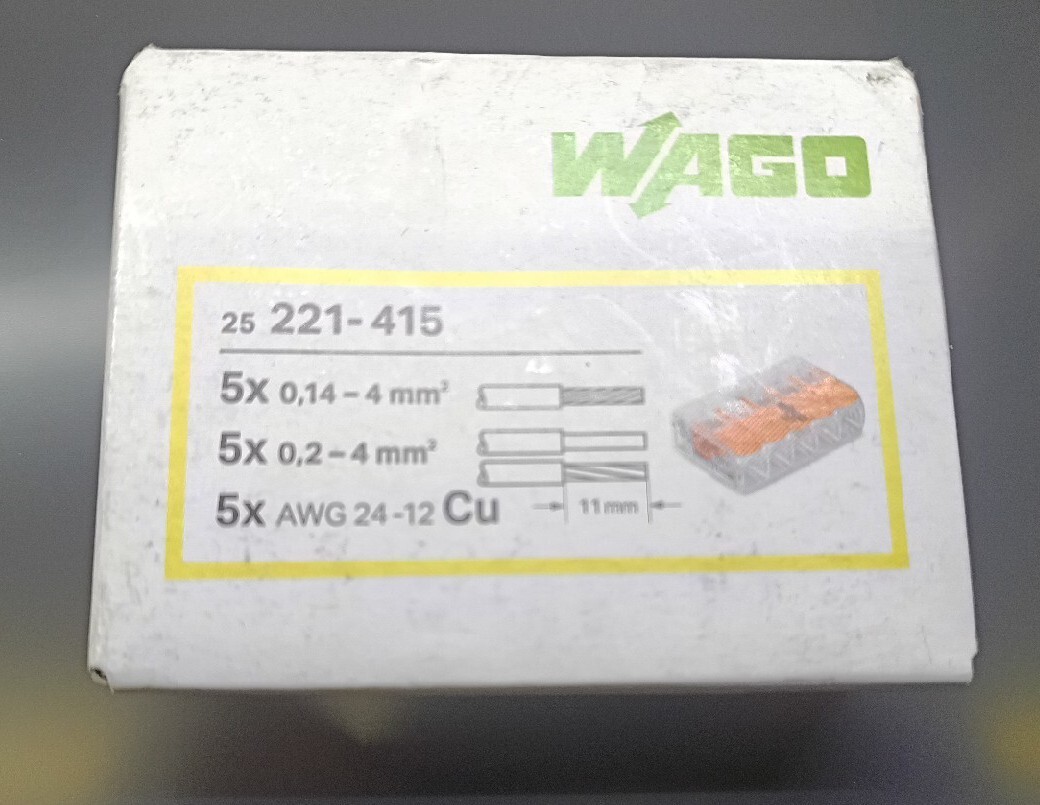 WAGO
25 221-415
5x 0,14 – 4 mm²
5x 0,2 – 4 mm²
5x AWG 24 -12 Cu
11 mm